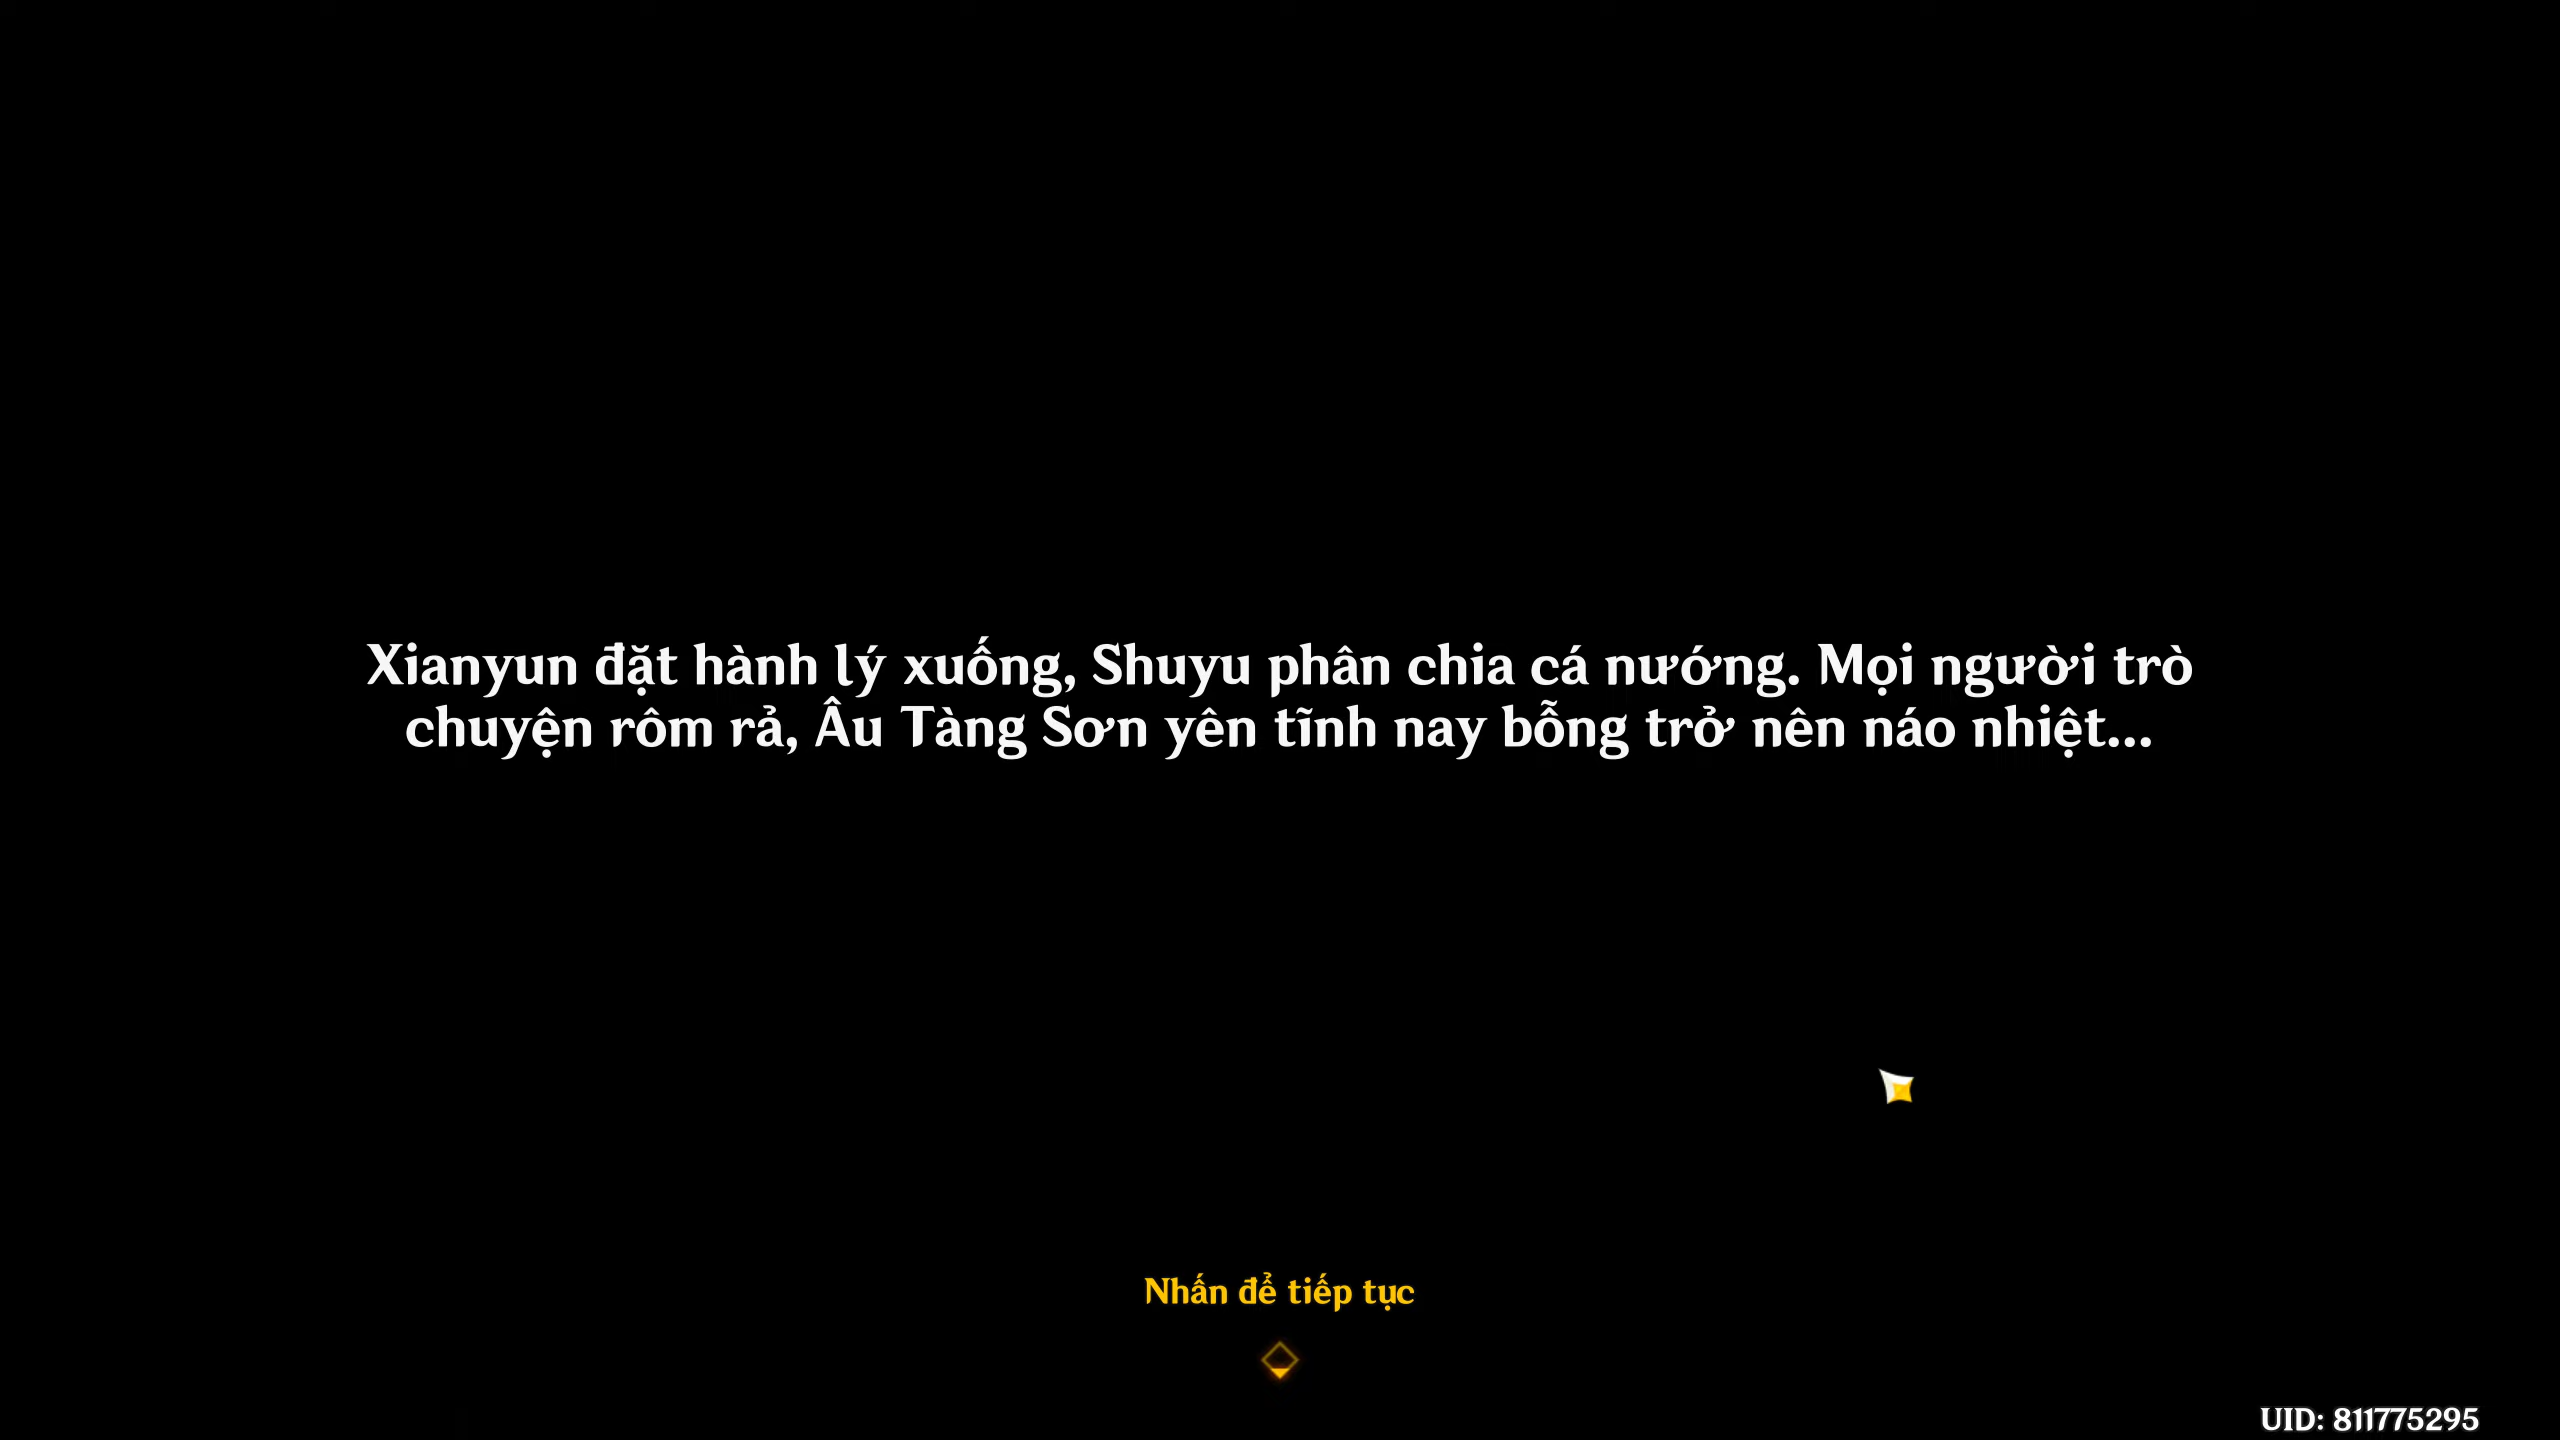 Xianyun đặt hành lý xuống, Shuyu phân chia cá nướng. Mọi người trò
chuyện rôm rả, Âu Tàng Sơn yên tĩnh nay bỗng trở nên náo nhiệt...
Nhấn để tiếp tục
UID: 811775295